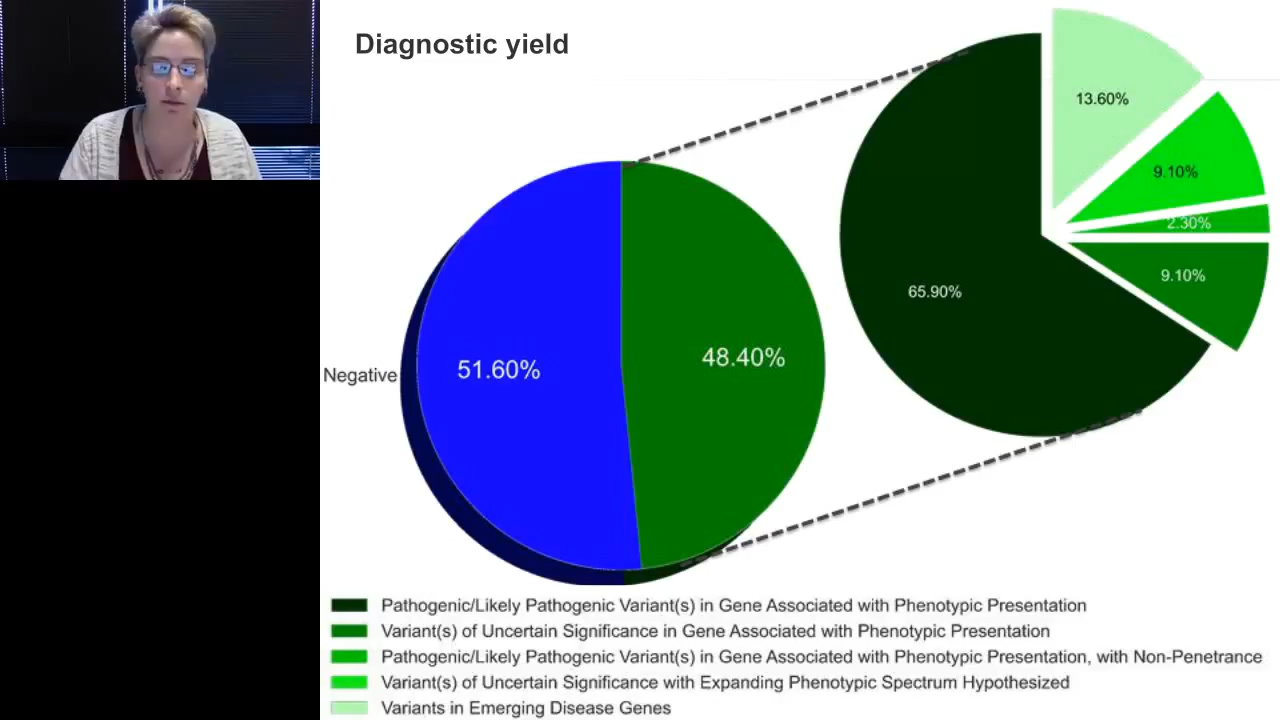 Diagnostic yield
13.60%
9.10%
2.30%
9.10%
65.90%
51.60%
48.40%
Negative
Pathogenic/Likely Pathogenic Variant(s) in Gene Associated with Phenotypic Presentation
Variant(s) of Uncertain Significance in Gene Associated with Phenotypic Presentation
Pathogenic/Likely Pathogenic Variant(s) in Gene Associated with Phenotypic Presentation, with Non-Penetrance
Variant(s) of Uncertain Significance with Expanding Phenotypic Spectrum Hypothesized
Variants in Emerging Disease Genes